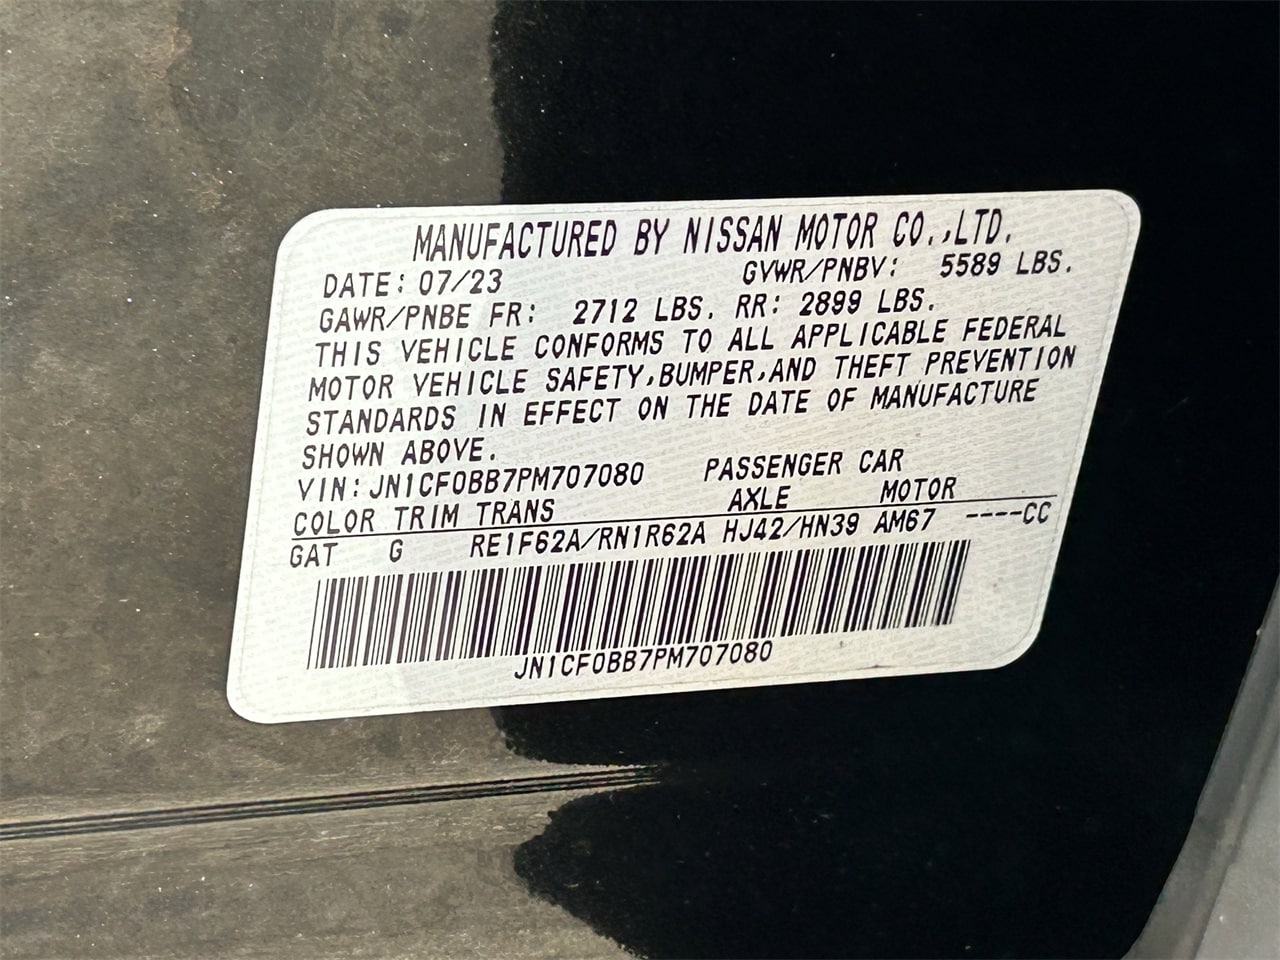 MANUFACTURED BY NISSAN MOTOR CO.,LTD.
DATE: 07/23 GVWR/PNBV: 5589 LBS.
GAWR/PNBE FR: 2712 LBS. RR: 2899 LBS.
THIS VEHICLE CONFORMS TO ALL APPLICABLE FEDERAL
MOTOR VEHICLE SAFETY,BUMPER,AND THEFT PREVENTION
STANDARDS IN EFFECT ON THE DATE OF MANUFACTURE
SHOWN ABOVE.
VIN: JN1CF0BB7PM707080 PASSENGER CAR
COLOR TRIM TRANS AXLE MOTOR
GAT G RE1F62A/RN1R62A HJ42/HN39 AM67 ----CC
JN1CF0BB7PM707080